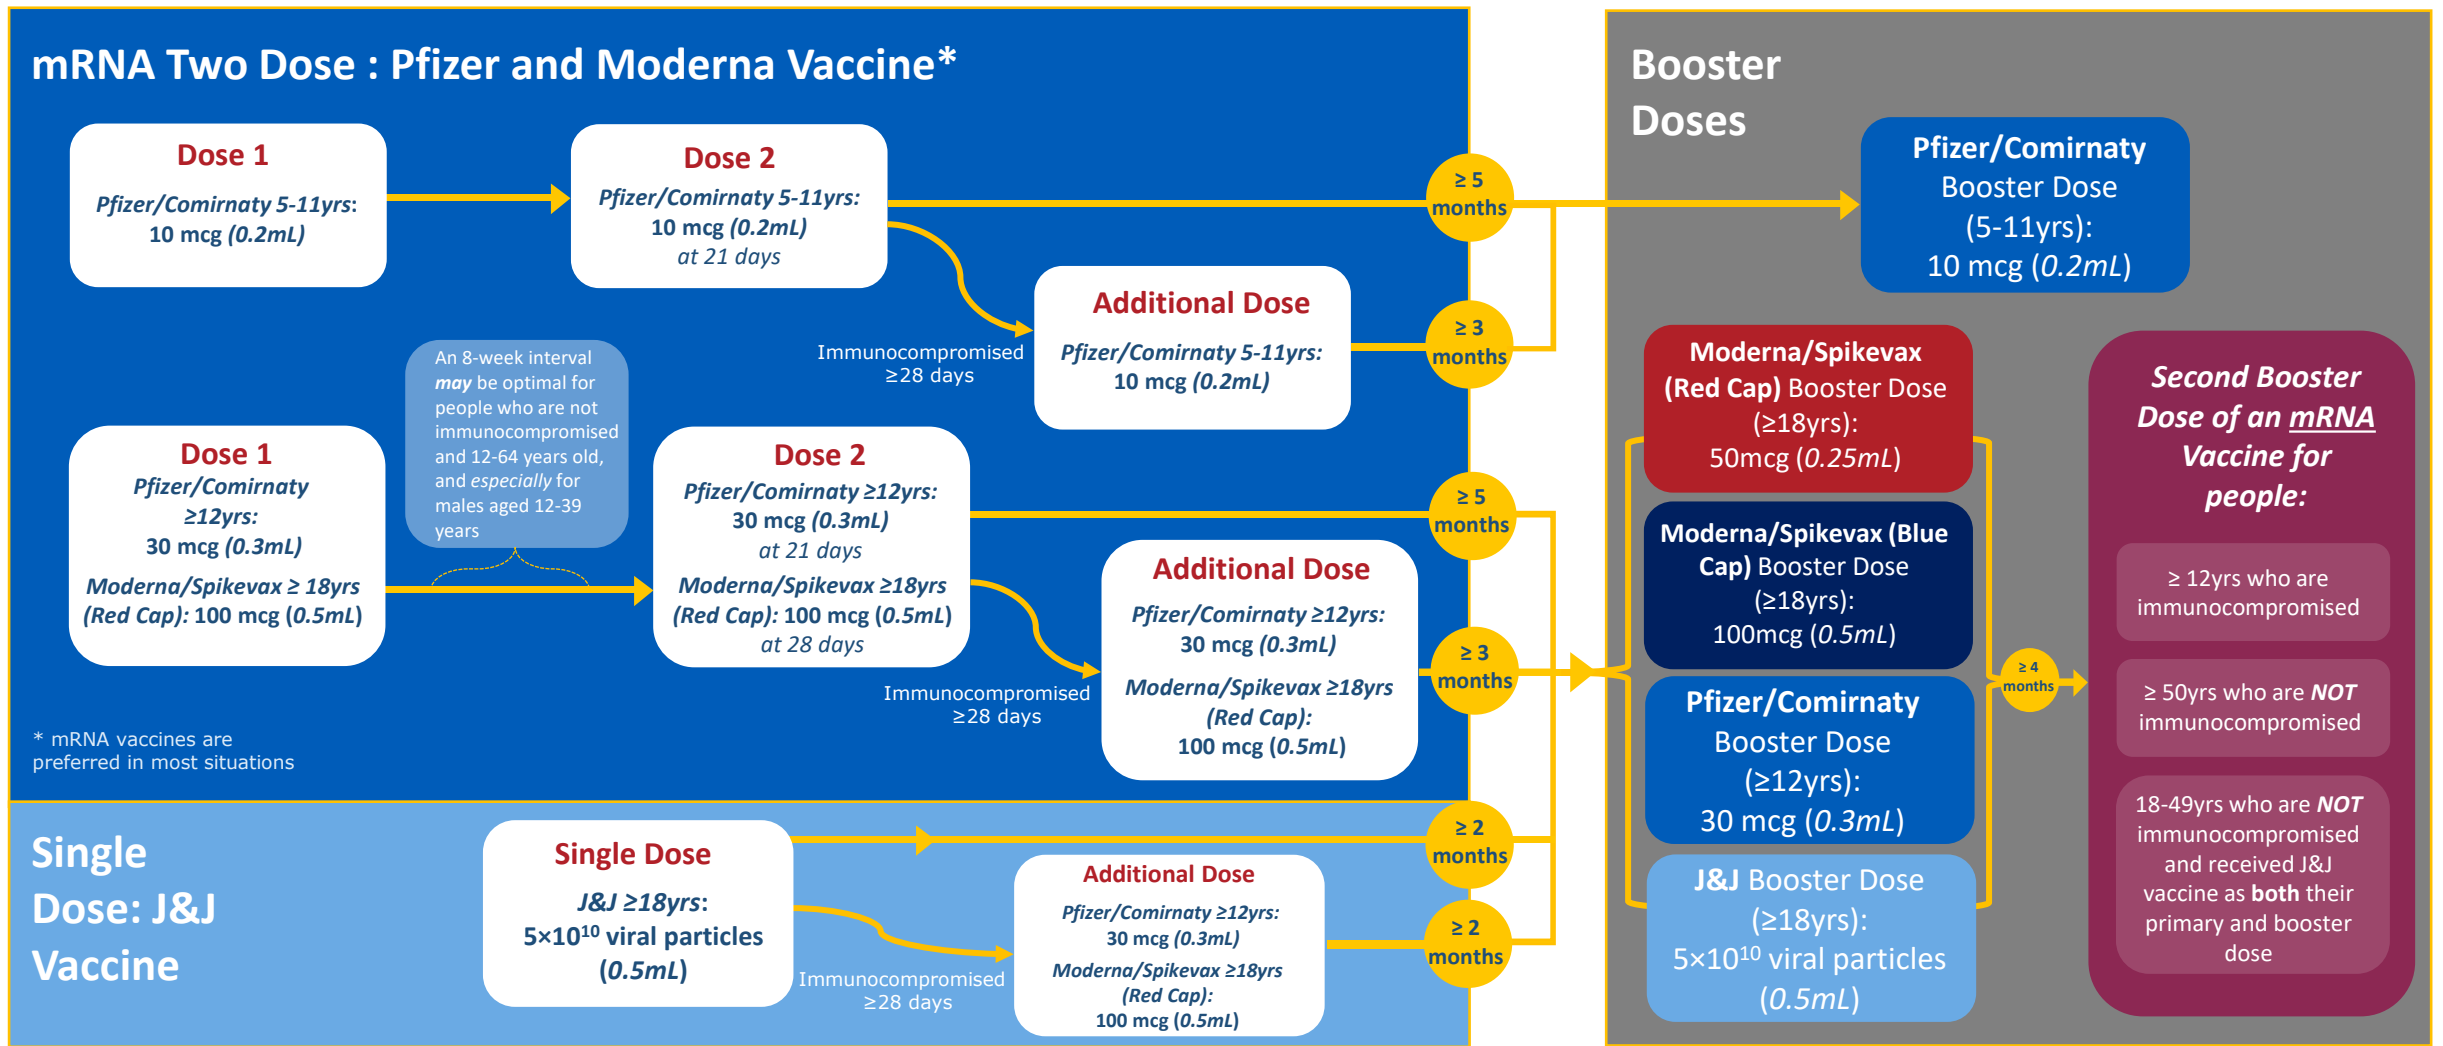 mRNA Two Dose : Pfizer and Moderna Vaccine*
Dose 1
Pfizer/Comirnaty 5-11yrs:
10 mcg (0.2mL)
Dose 2
Pfizer/Comirnaty 5-11yrs:
10 mcg (0.2mL)
at 21 days
Immunocompromised
≥28 days
Additional Dose
Pfizer/Comirnaty 5-11yrs:
10 mcg (0.2mL)
≥ 5
months
≥ 3
months
An 8-week interval
may be optimal for
people who are not
immunocompromised
and 12-64 years old,
and especially for
males aged 12-39
years
Dose 1
Pfizer/Comirnaty
≥12yrs:
30 mcg (0.3mL)
Moderna/Spikevax ≥ 18yrs
(Red Cap): 100 mcg (0.5mL)
Dose 2
Pfizer/Comirnaty ≥12yrs:
30 mcg (0.3mL)
at 21 days
Moderna/Spikevax ≥18yrs
(Red Cap): 100 mcg (0.5mL)
at 28 days
Immunocompromised
≥28 days
Additional Dose
Pfizer/Comirnaty ≥12yrs:
30 mcg (0.3mL)
Moderna/Spikevax ≥18yrs
(Red Cap):
100 mcg (0.5mL)
≥ 5
months
≥ 3
months
* mRNA vaccines are
preferred in most situations
Single
Dose: J&J
Vaccine
Single Dose
J&J ≥18yrs:
5×10¹⁰ viral particles
(0.5mL)
Immunocompromised
≥28 days
Additional Dose
Pfizer/Comirnaty ≥12yrs:
30 mcg (0.3mL)
Moderna/Spikevax ≥18yrs
(Red Cap):
100 mcg (0.5mL)
≥ 2
months
≥ 2
months
Booster
Doses
Pfizer/Comirnaty
Booster Dose
(5-11yrs):
10 mcg (0.2mL)
Moderna/Spikevax
(Red Cap) Booster Dose
(≥18yrs):
50mcg (0.25mL)
Moderna/Spikevax (Blue
Cap) Booster Dose
(≥18yrs):
100mcg (0.5mL)
Pfizer/Comirnaty
Booster Dose
(≥12yrs):
30 mcg (0.3mL)
J&J Booster Dose
(≥18yrs):
5×10¹⁰ viral particles
(0.5mL)
≥ 4
months
Second Booster
Dose of an mRNA
Vaccine for
people:
≥ 12yrs who are
immunocompromised
≥ 50yrs who are NOT
immunocompromised
18-49yrs who are NOT
immunocompromised
and received J&J
vaccine as both their
primary and booster
dose